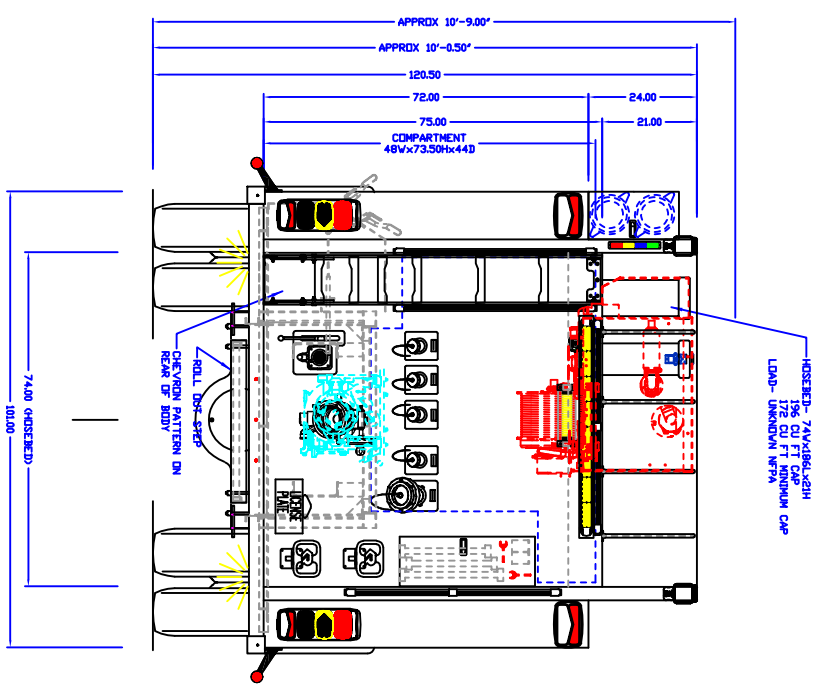 APPROX 10'-9.00"
APPROX 10'-0.50"
120.50
72.00
24.00
75.00
21.00
COMPARTMENT
48Wx73.50Hx44D
HOSEBED- 74Wx186Lx21H
196 CU FT CAP
172 CU FT MINIMUM CAP
LOAD- UNKNOWN NFPA
ROLL OUT STEP
CHEVRON PATTERN ON
REAR OF BODY
LICENSE
PLATE
74.00 (HOSEBED)
101.00